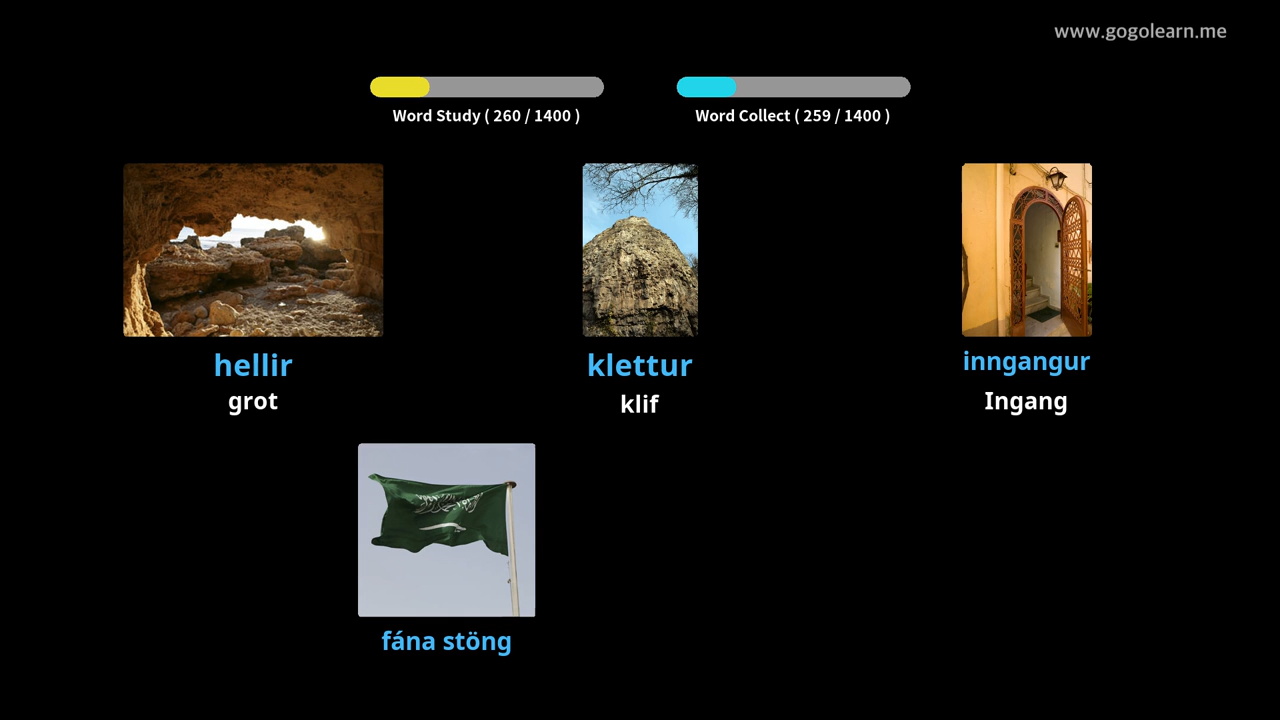 www.gogolearn.me
Word Study ( 260 / 1400 )
Word Collect ( 259 / 1400 )
hellir
klettur
inngangur
grot
klif
Ingang
fána stöng